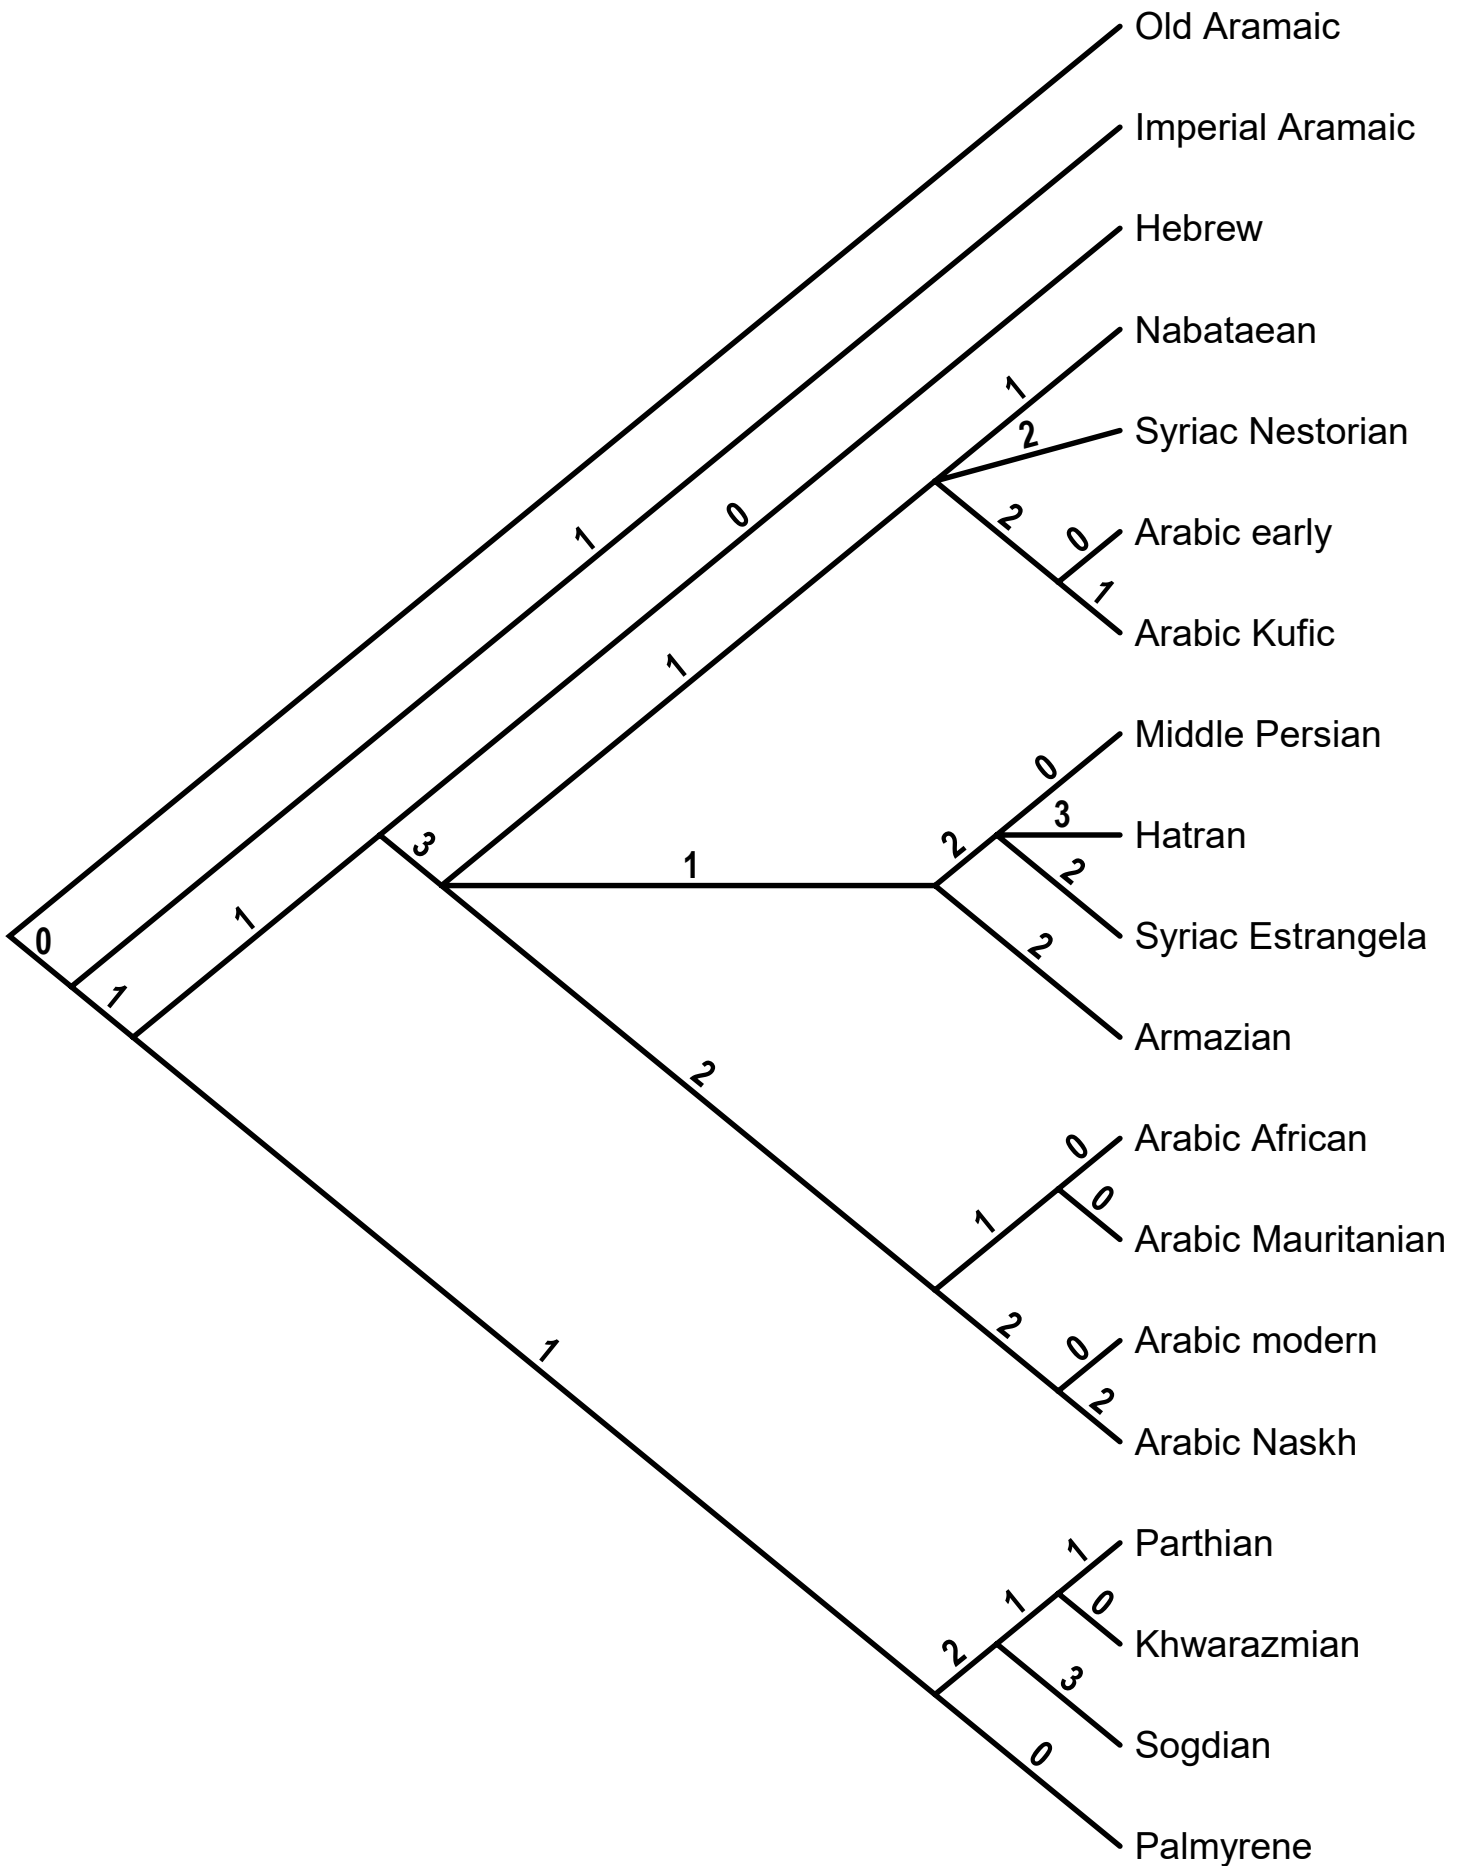 Old Aramaic
Imperial Aramaic
Hebrew
Nabataean
1
Syriac Nestorian
2
2
Arabic early
0
1
0
1
Arabic Kufic
1
Middle Persian
0
3
Hatran
2
3
1
2
1
Syriac Estrangela
0
2
1
Armazian
2
Arabic African
0
0
1
Arabic Mauritanian
2
Arabic modern
0
1
2
Arabic Naskh
Parthian
1
1
0
Khwarazmian
2
3
Sogdian
0
Palmyrene